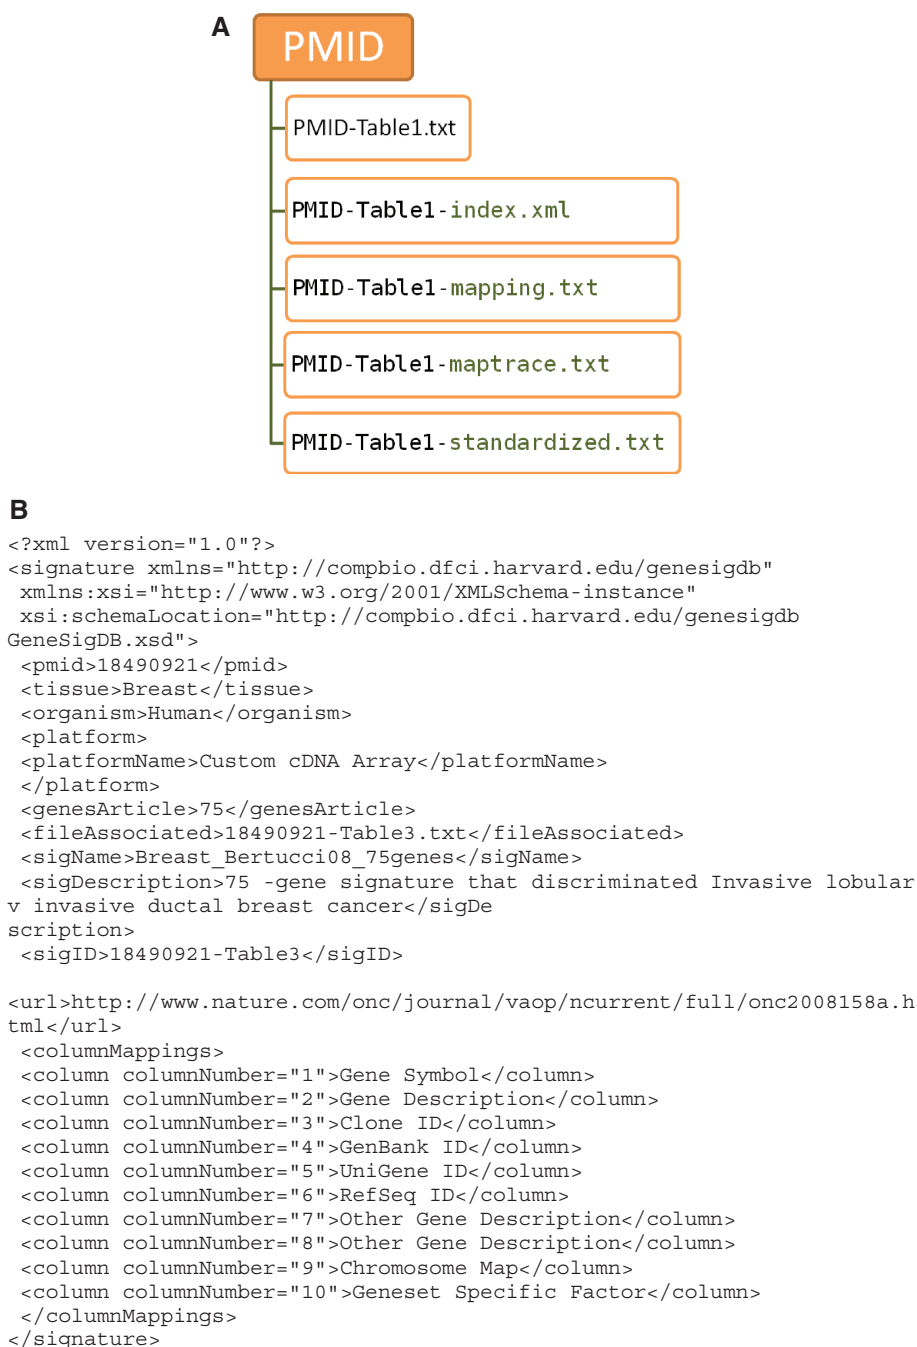 A
PMID
PMID-Table1.txt
PMID-Table1-index.xml
PMID-Table1-mapping.txt
PMID-Table1-maptrace.txt
PMID-Table1-standardized.txt
B
<?xml version="1.0"?>
<signature xmlns="http://compbio.dfci.harvard.edu/genesigdb"
xmlns:xsi="http://www.w3.org/2001/XMLSchema-instance"
xsi:schemaLocation="http://compbio.dfci.harvard.edu/genesigdb
GeneSigDB.xsd">
<pmid>18490921</pmid>
<tissue>Breast</tissue>
<organism>Human</organism>
<platform>
<platformName>Custom cDNA Array</platformName>
</platform>
<genesArticle>75</genesArticle>
<fileAssociated>18490921-Table3.txt</fileAssociated>
<sigName>Breast_Bertucci08_75genes</sigName>
<sigDescription>75 -gene signature that discriminated Invasive lobular
v invasive ductal breast cancer</sigDe
scription>
<sigID>18490921-Table3</sigID>
<url>http://www.nature.com/onc/journal/vaop/ncurrent/full/onc2008158a.h
tml</url>
<columnMappings>
<column columnNumber="1">Gene Symbol</column>
<column columnNumber="2">Gene Description</column>
<column columnNumber="3">Clone ID</column>
<column columnNumber="4">GenBank ID</column>
<column columnNumber="5">UniGene ID</column>
<column columnNumber="6">RefSeq ID</column>
<column columnNumber="7">Other Gene Description</column>
<column columnNumber="8">Other Gene Description</column>
<column columnNumber="9">Chromosome Map</column>
<column columnNumber="10">Geneset Specific Factor</column>
</columnMappings>
</signature>